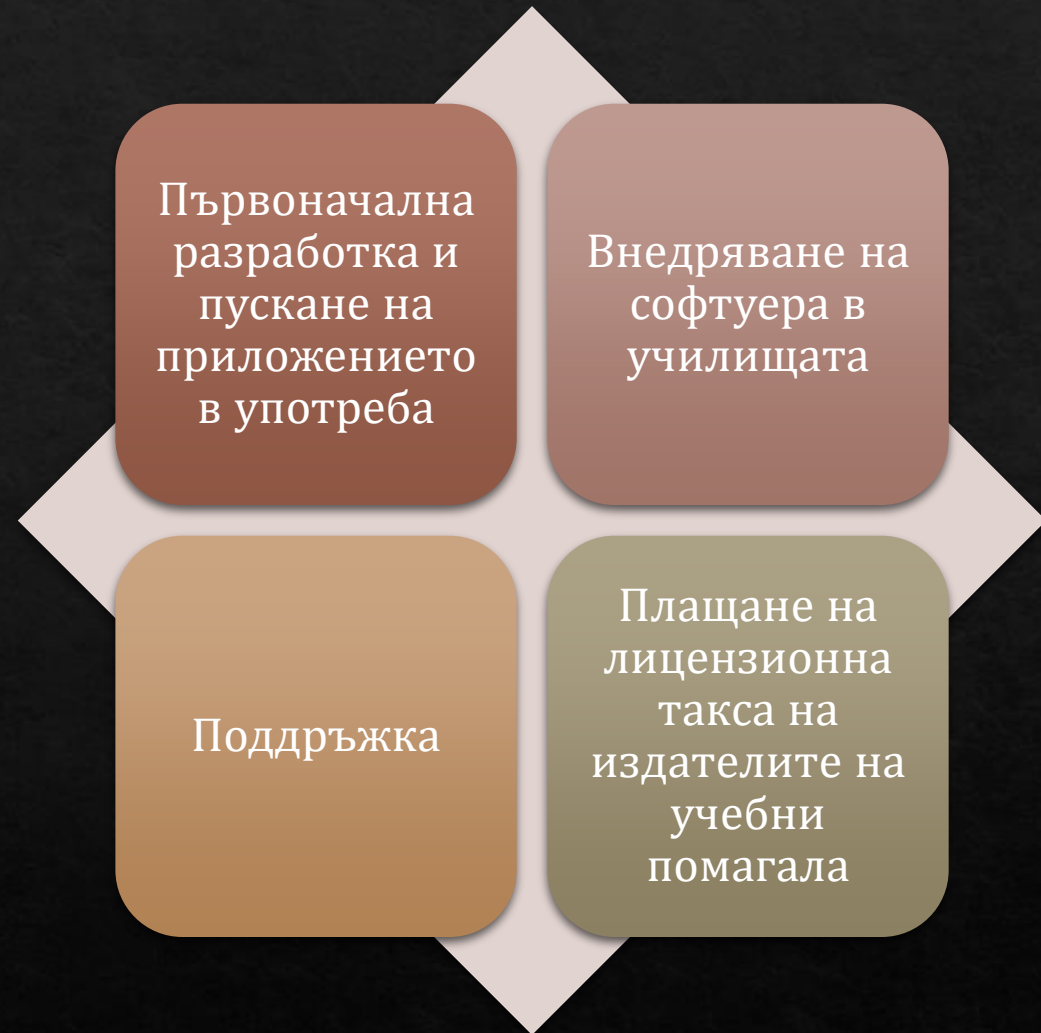 Първоначална
разработка и
пускане на
приложението
в употреба
Внедряване на
софтуера в
училищата
Поддръжка
Плащане на
лицензионна
такса на
издателите на
учебни
помагала